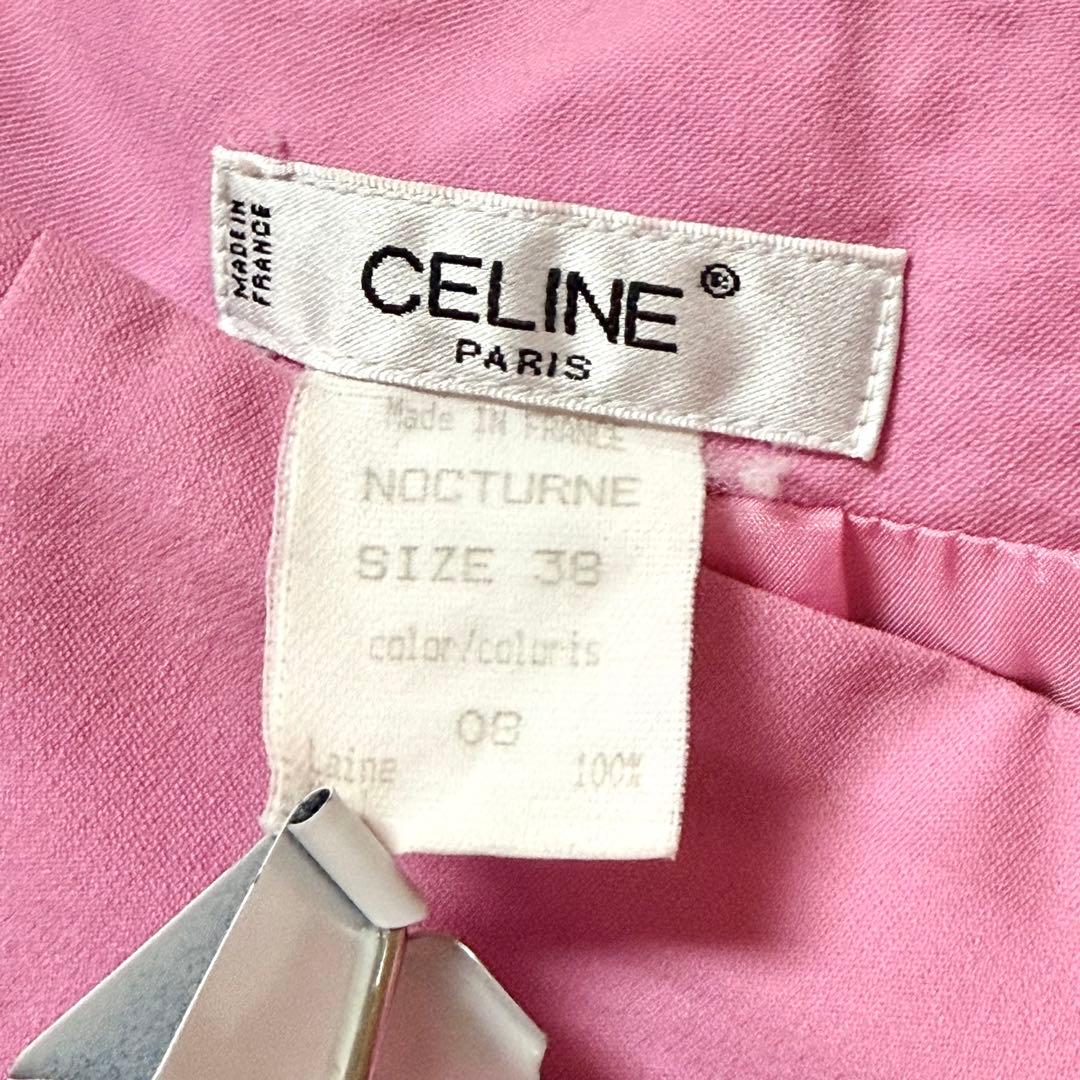 MADE IN
FRANCE
CELINE®
PARIS
Made IN FRANCE
NOCTURNE
SIZE 38
color/coloris
08
Laine 100%